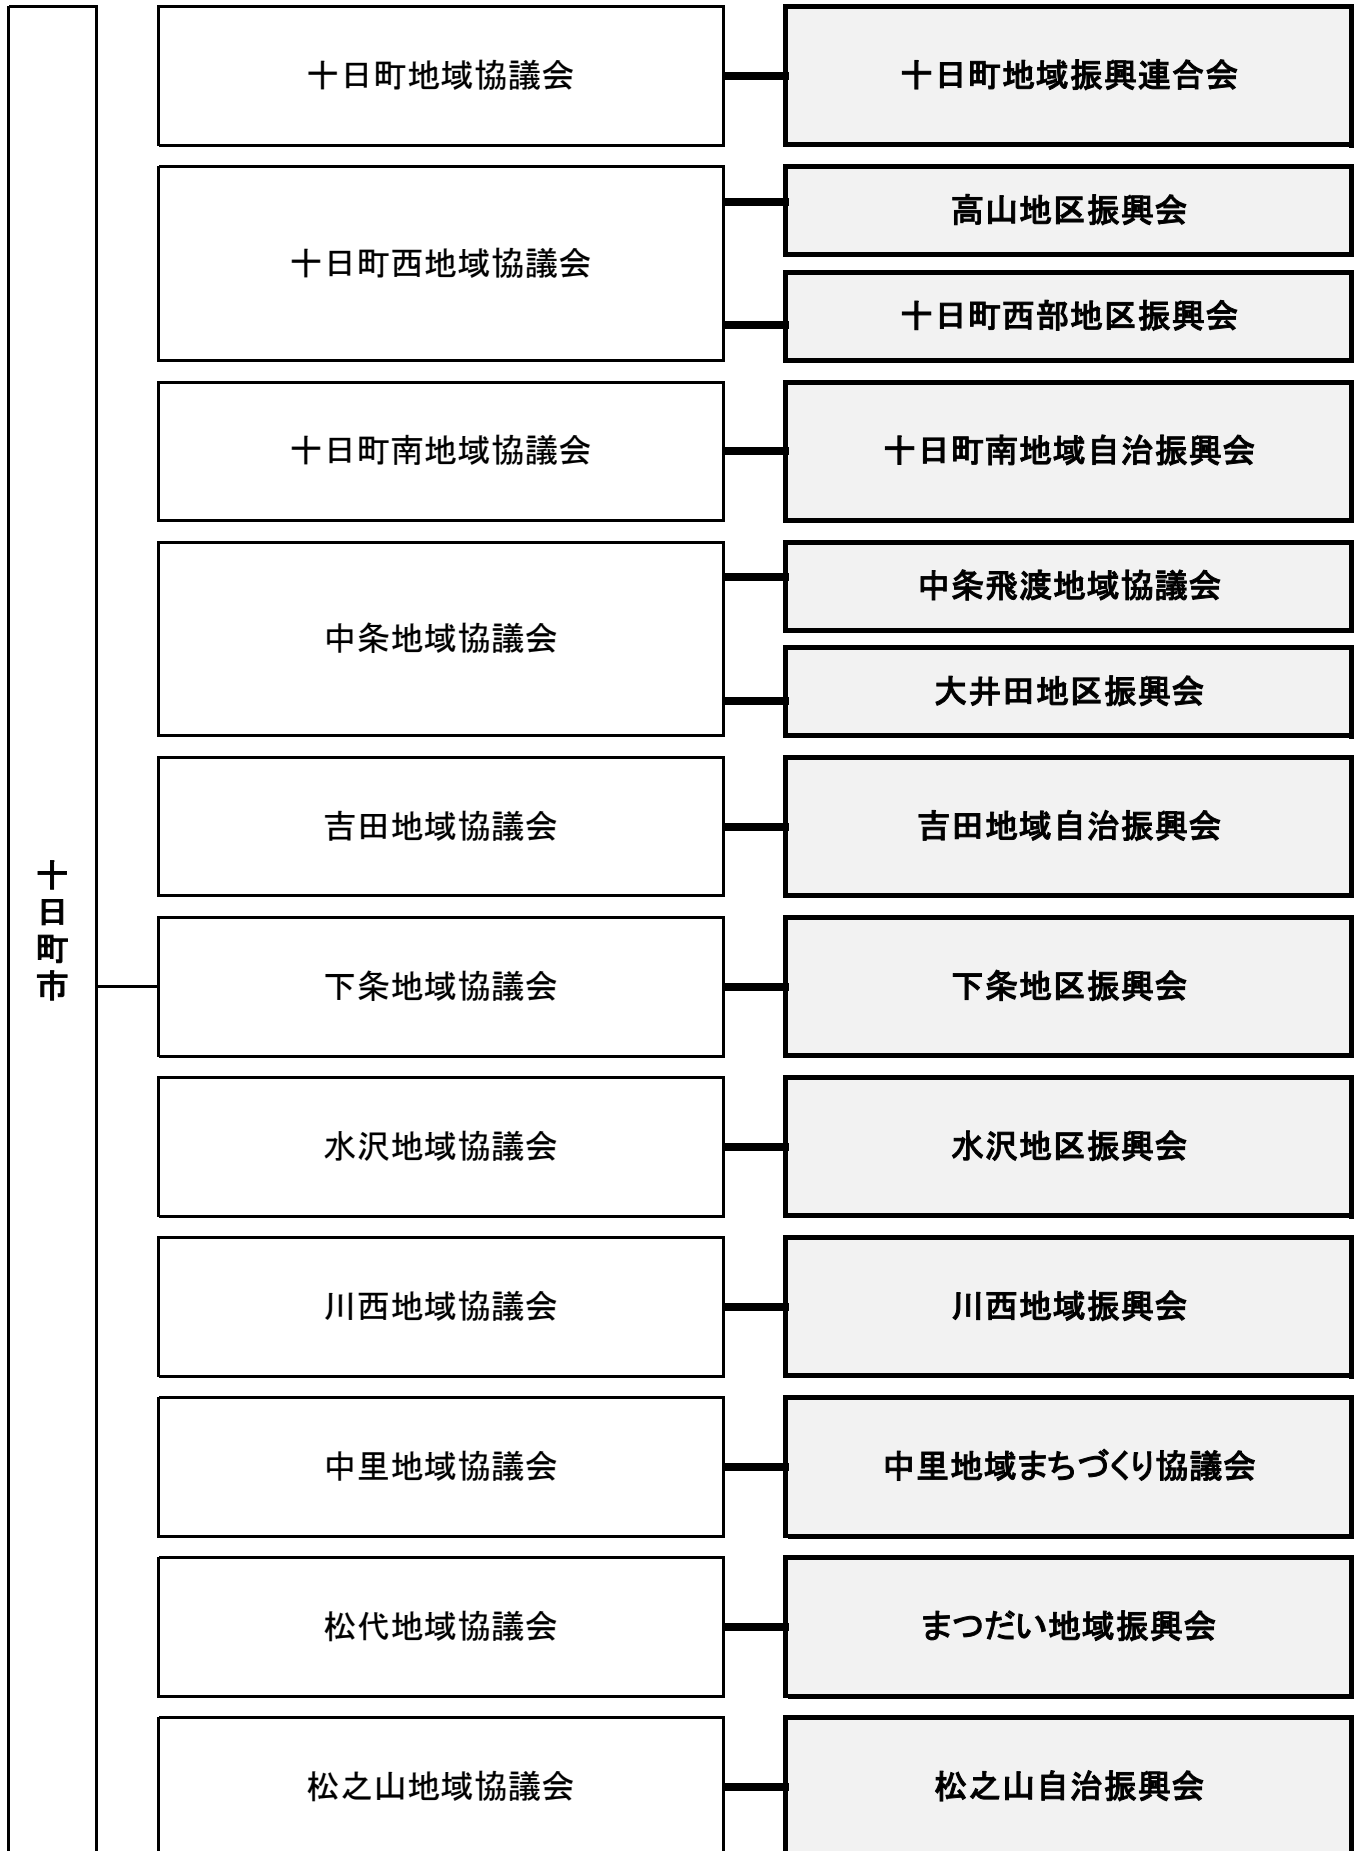 十日町市
十日町地域協議会
十日町地域振興連合会
十日町西地域協議会
高山地区振興会
十日町西部地区振興会
十日町南地域協議会
十日町南地域自治振興会
中条地域協議会
中条飛渡地域協議会
大井田地区振興会
吉田地域協議会
吉田地域自治振興会
下条地域協議会
下条地区振興会
水沢地域協議会
水沢地区振興会
川西地域協議会
川西地域振興会
中里地域協議会
中里地域まちづくり協議会
松代地域協議会
まつだい地域振興会
松之山地域協議会
松之山自治振興会